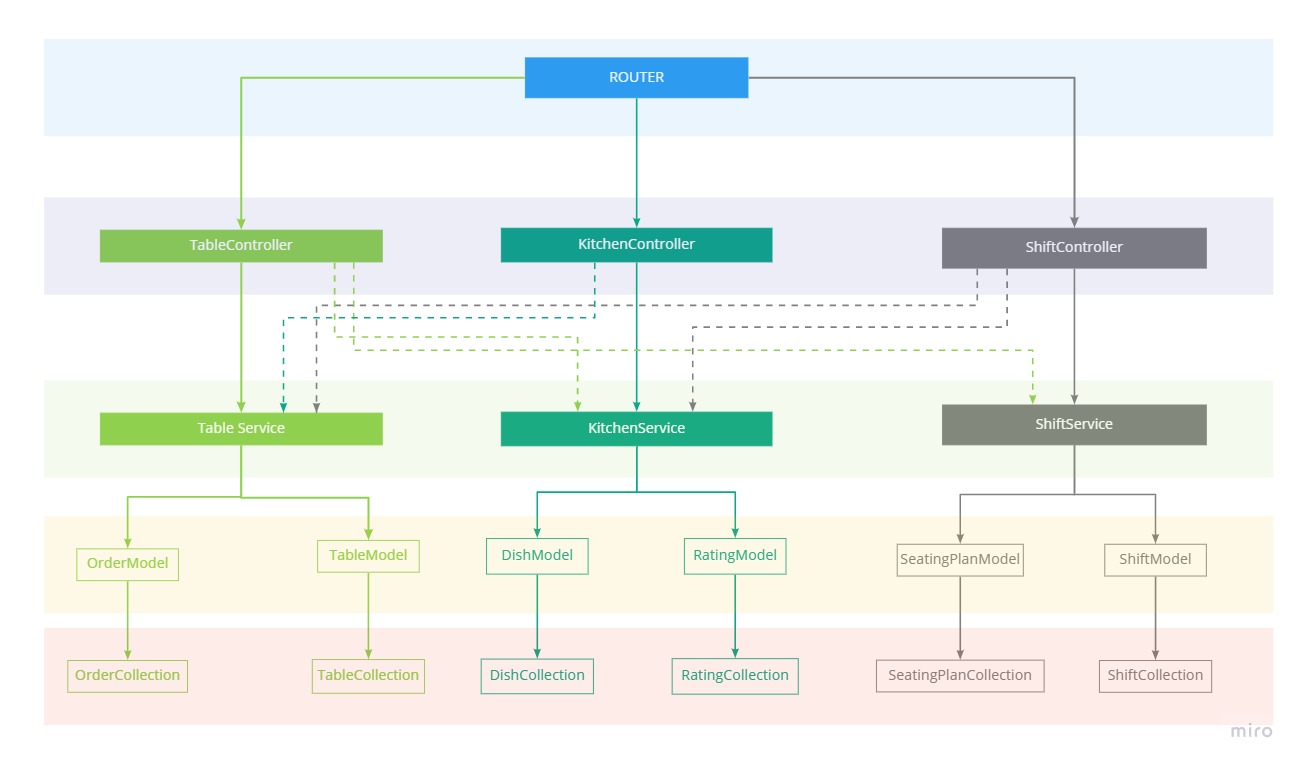 ROUTER
TableController
KitchenController
ShiftController
Table Service
KitchenService
ShiftService
OrderModel
TableModel
DishModel
RatingModel
SeatingPlanModel
ShiftModel
OrderCollection
TableCollection
DishCollection
RatingCollection
SeatingPlanCollection
ShiftCollection
miro